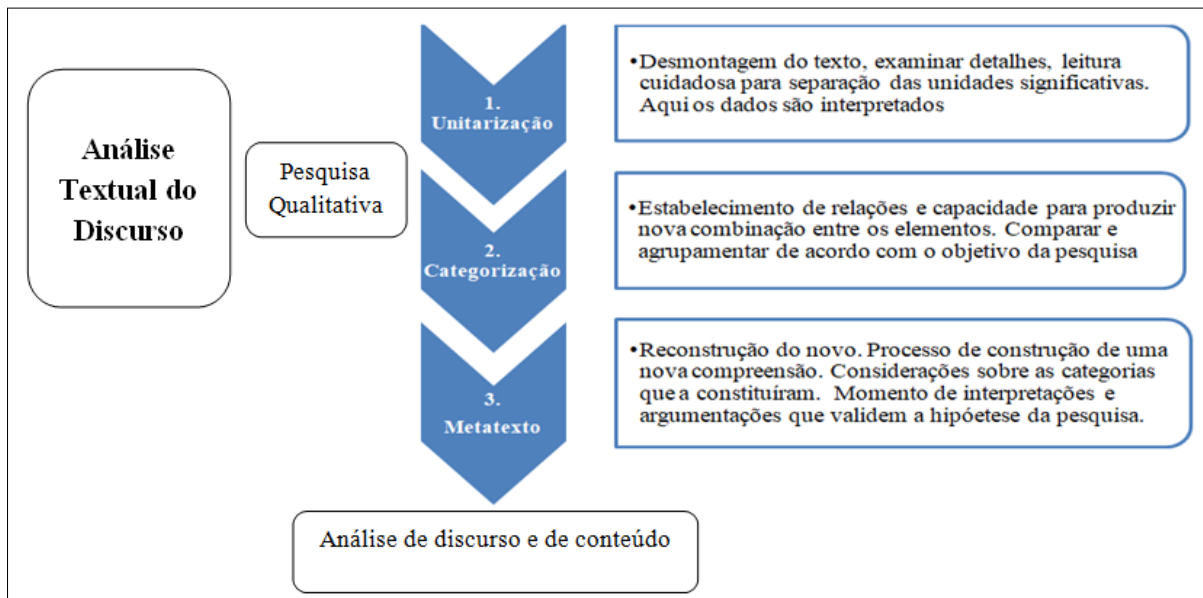 Análise
Textual do
Discurso
Pesquisa
Qualitativa
1.
Unitarização
•Desmontagem do texto, examinar detalhes, leitura
cuidadosa para separação das unidades significativas.
Aqui os dados são interpretados
2.
Categorização
•Estabelecimento de relações e capacidade para produzir
nova combinação entre os elementos. Comparar e
agrupamentar de acordo com o objetivo da pesquisa
3.
Metatexto
•Reconstrução do novo. Processo de construção de uma
nova compreensão. Considerações sobre as categorias
que a constituíram. Momento de interpretações e
argumentações que validem a hipóetese da pesquisa.
Análise de discurso e de conteúdo